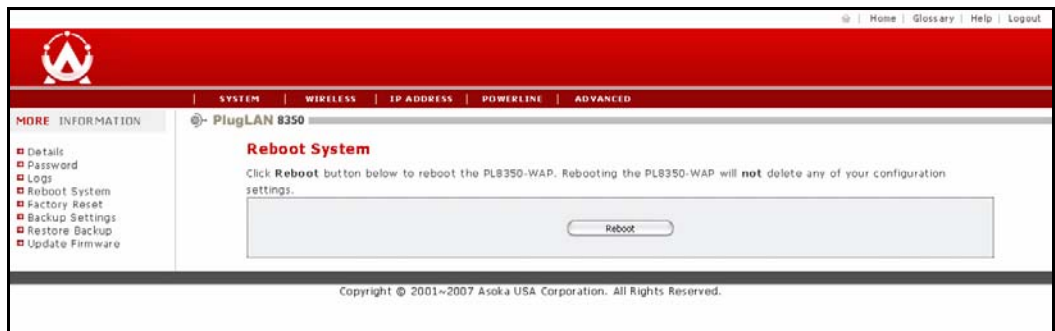 Home | Glossary | Help | Logout
| SYSTEM | WIRELESS | IP ADDRESS | POWERLINE | ADVANCED
MORE INFORMATION
PlugLAN 8350
Details
Password
Logs
Reboot System
Factory Reset
Backup Settings
Restore Backup
Update Firmware
Reboot System
Click Reboot button below to reboot the PL8350-WAP. Rebooting the PL8350-WAP will not delete any of your configuration
settings.
Reboot
Copyright © 2001~2007 Asoka USA Corporation. All Rights Reserved.